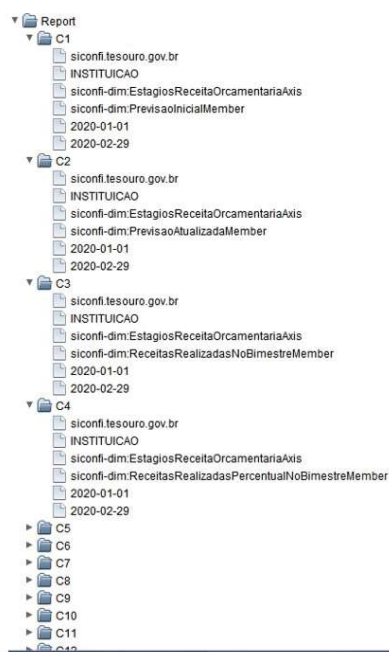 Report
C1
siconfi.tesouro.gov.br
INSTITUICAO
siconfi-dim:EstagiosReceitaOrcamentariaAxis
siconfi-dim:PrevisaoInicialMember
2020-01-01
2020-02-29
C2
siconfi.tesouro.gov.br
INSTITUICAO
siconfi-dim:EstagiosReceitaOrcamentariaAxis
siconfi-dim:PrevisaoAtualizadaMember
2020-01-01
2020-02-29
C3
siconfi.tesouro.gov.br
INSTITUICAO
siconfi-dim:EstagiosReceitaOrcamentariaAxis
siconfi-dim:ReceitasRealizadasNoBimestreMember
2020-01-01
2020-02-29
C4
siconfi.tesouro.gov.br
INSTITUICAO
siconfi-dim:EstagiosReceitaOrcamentariaAxis
siconfi-dim:ReceitasRealizadasPercentualNoBimestreMember
2020-01-01
2020-02-29
C5
C6
C7
C8
C9
C10
C11